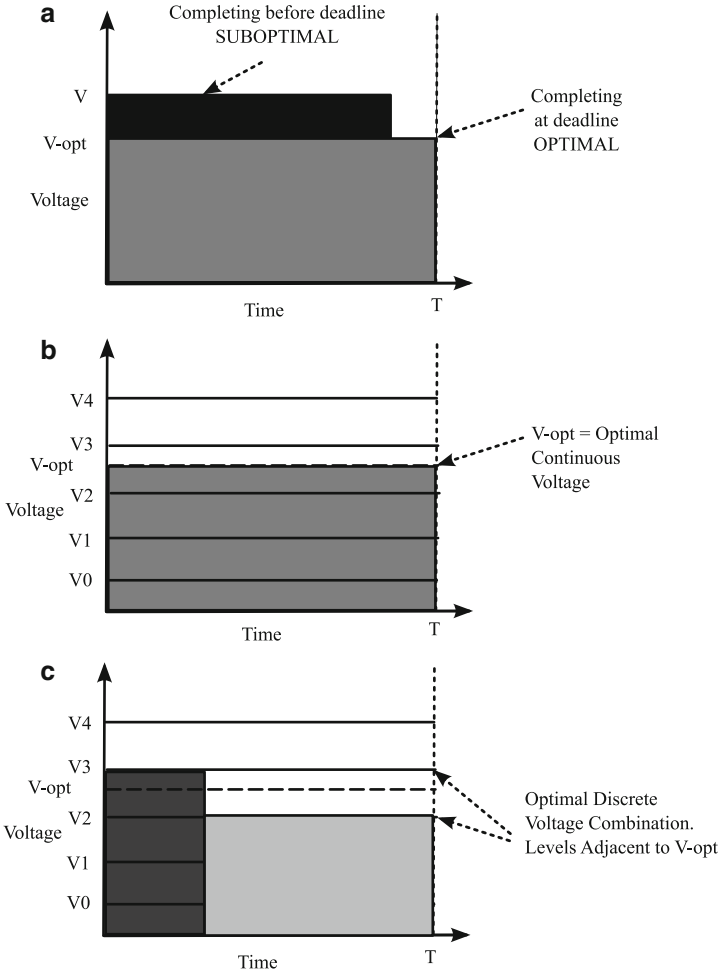 a
Completing before deadline
SUBOPTIMAL
V
Completing
at deadline
OPTIMAL
V-opt
Voltage
Time
T
b
V4
V3
V-opt = Optimal
Continuous
Voltage
V-opt
V2
Voltage
V1
V0
Time
T
c
V4
V3
V-opt
Optimal Discrete
Voltage Combination.
Levels Adjacent to V-opt
V2
Voltage
V1
V0
Time
T